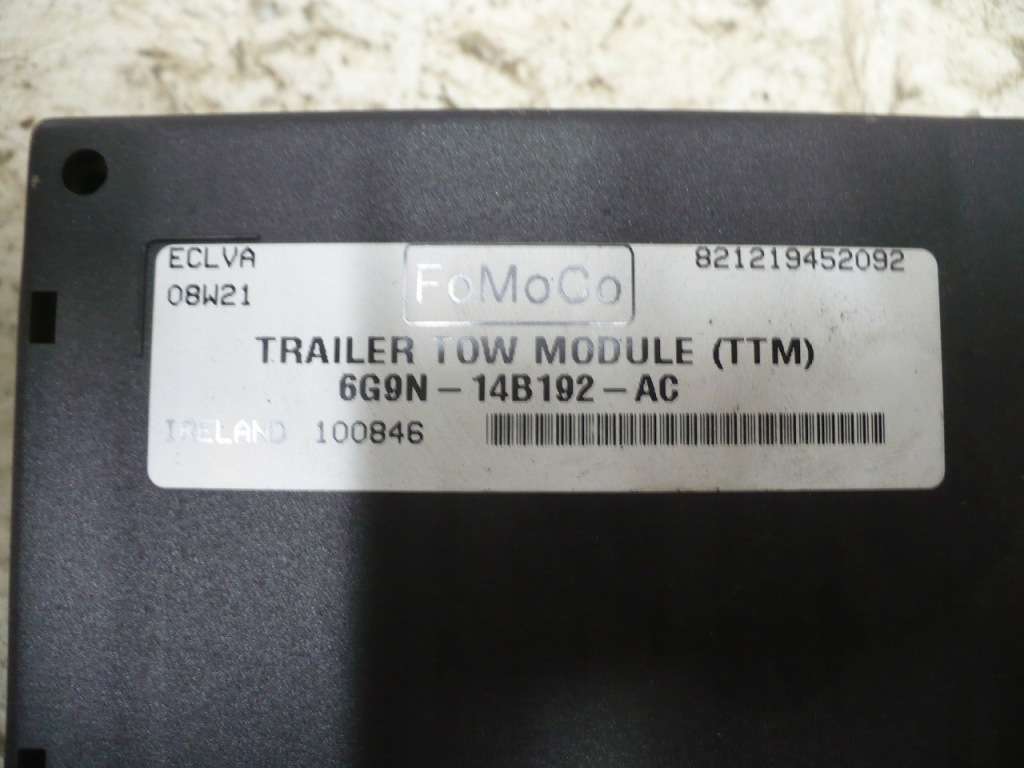 ECLVA
FoMoCo
821219452092
08W21
TRAILER TOW MODULE (TTM)
6G9N-14B192-AC
IRELAND 100846